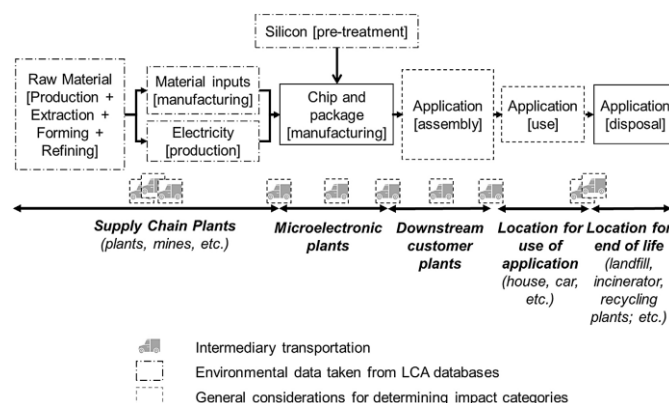 Silicon [pre-treatment]
Raw Material
[Production +
Extraction +
Forming +
Refining]
Material inputs
[manufacturing]
Electricity
[production]
Chip and
package
[manufacturing]
Application
[assembly]
Application
[use]
Application
[disposal]
Supply Chain Plants
(plants, mines, etc.)
Microelectronic
plants
Downstream
customer
plants
Location for
use of
application
(house, car,
etc.)
Location for
end of life
(landfill,
incinerator,
recycling
plants; etc.)
Intermediary transportation
Environmental data taken from LCA databases
General considerations for determining impact categories